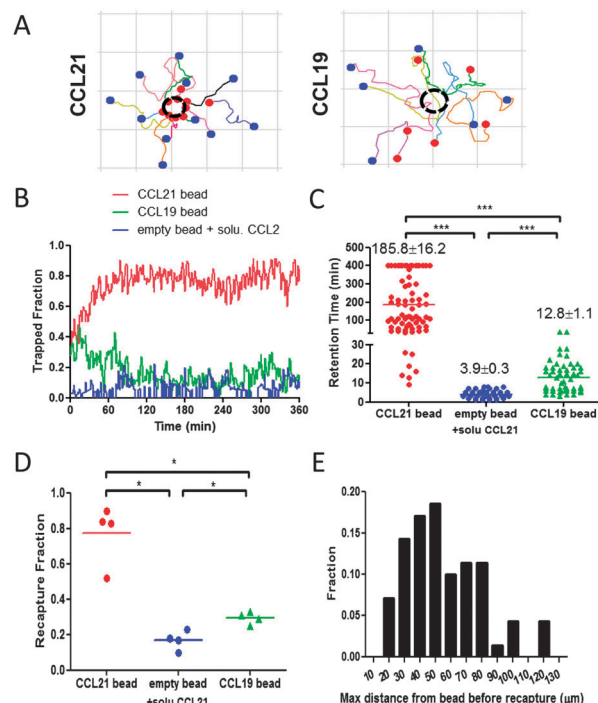 A
CCL21
CCL19
B
CCL21 bead
CCL19 bead
empty bead + solu. CCL2
Trapped Fraction
1.0
0.8
0.6
0.4
0.2
0.0
0 60 120 180 240 300 360
Time (min)
C
***
*** ***
Retention Time (min)
500
400
300
200
100
30
20
10
0
185.8±16.2
3.9±0.3
12.8±1.1
CCL21 bead empty bead CCL19 bead
+solu CCL21
D
*
* *
Recapture Fraction
1.0
0.8
0.6
0.4
0.2
0.0
CCL21 bead empty bead CCL19 bead
+solu CCL21
E
Fraction
0.20
0.15
0.10
0.05
0.00
10 20 30 40 50 60 70 80 90 100 110 120 130
Max distance from bead before recapture (µm)